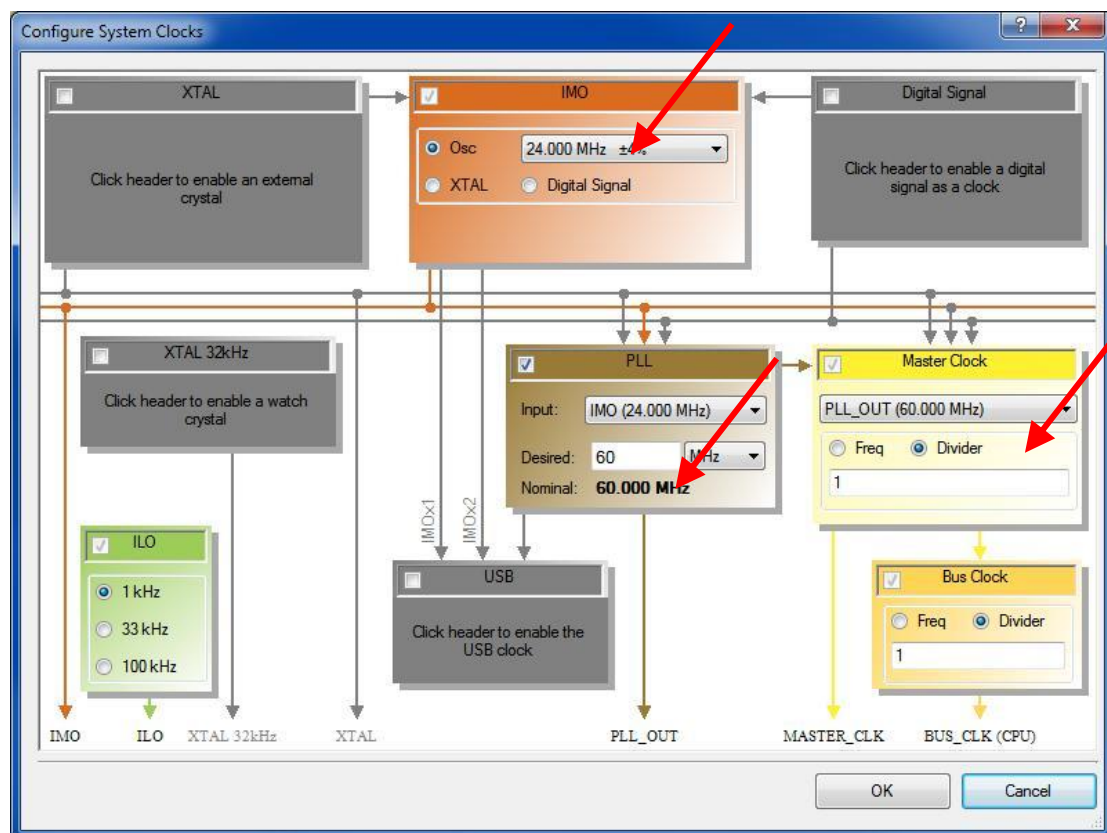 Configure System Clocks
XTAL
Click header to enable an external
crystal
IMO
Osc 24.000 MHz ±4%
XTAL Digital Signal
Digital Signal
Click header to enable a digital
signal as a clock
XTAL 32kHz
Click header to enable a watch
crystal
PLL
Input: IMO (24.000 MHz)
Desired: 60 MHz
Nominal: 60.000 MHz
Master Clock
PLL_OUT (60.000 MHz)
Freq Divider
1
IMOx1
IMOx2
ILO
1 kHz
33 kHz
100 kHz
USB
Click header to enable the
USB clock
Bus Clock
Freq Divider
1
IMO ILO XTAL 32kHz XTAL PLL_OUT MASTER_CLK BUS_CLK (CPU)
OK Cancel